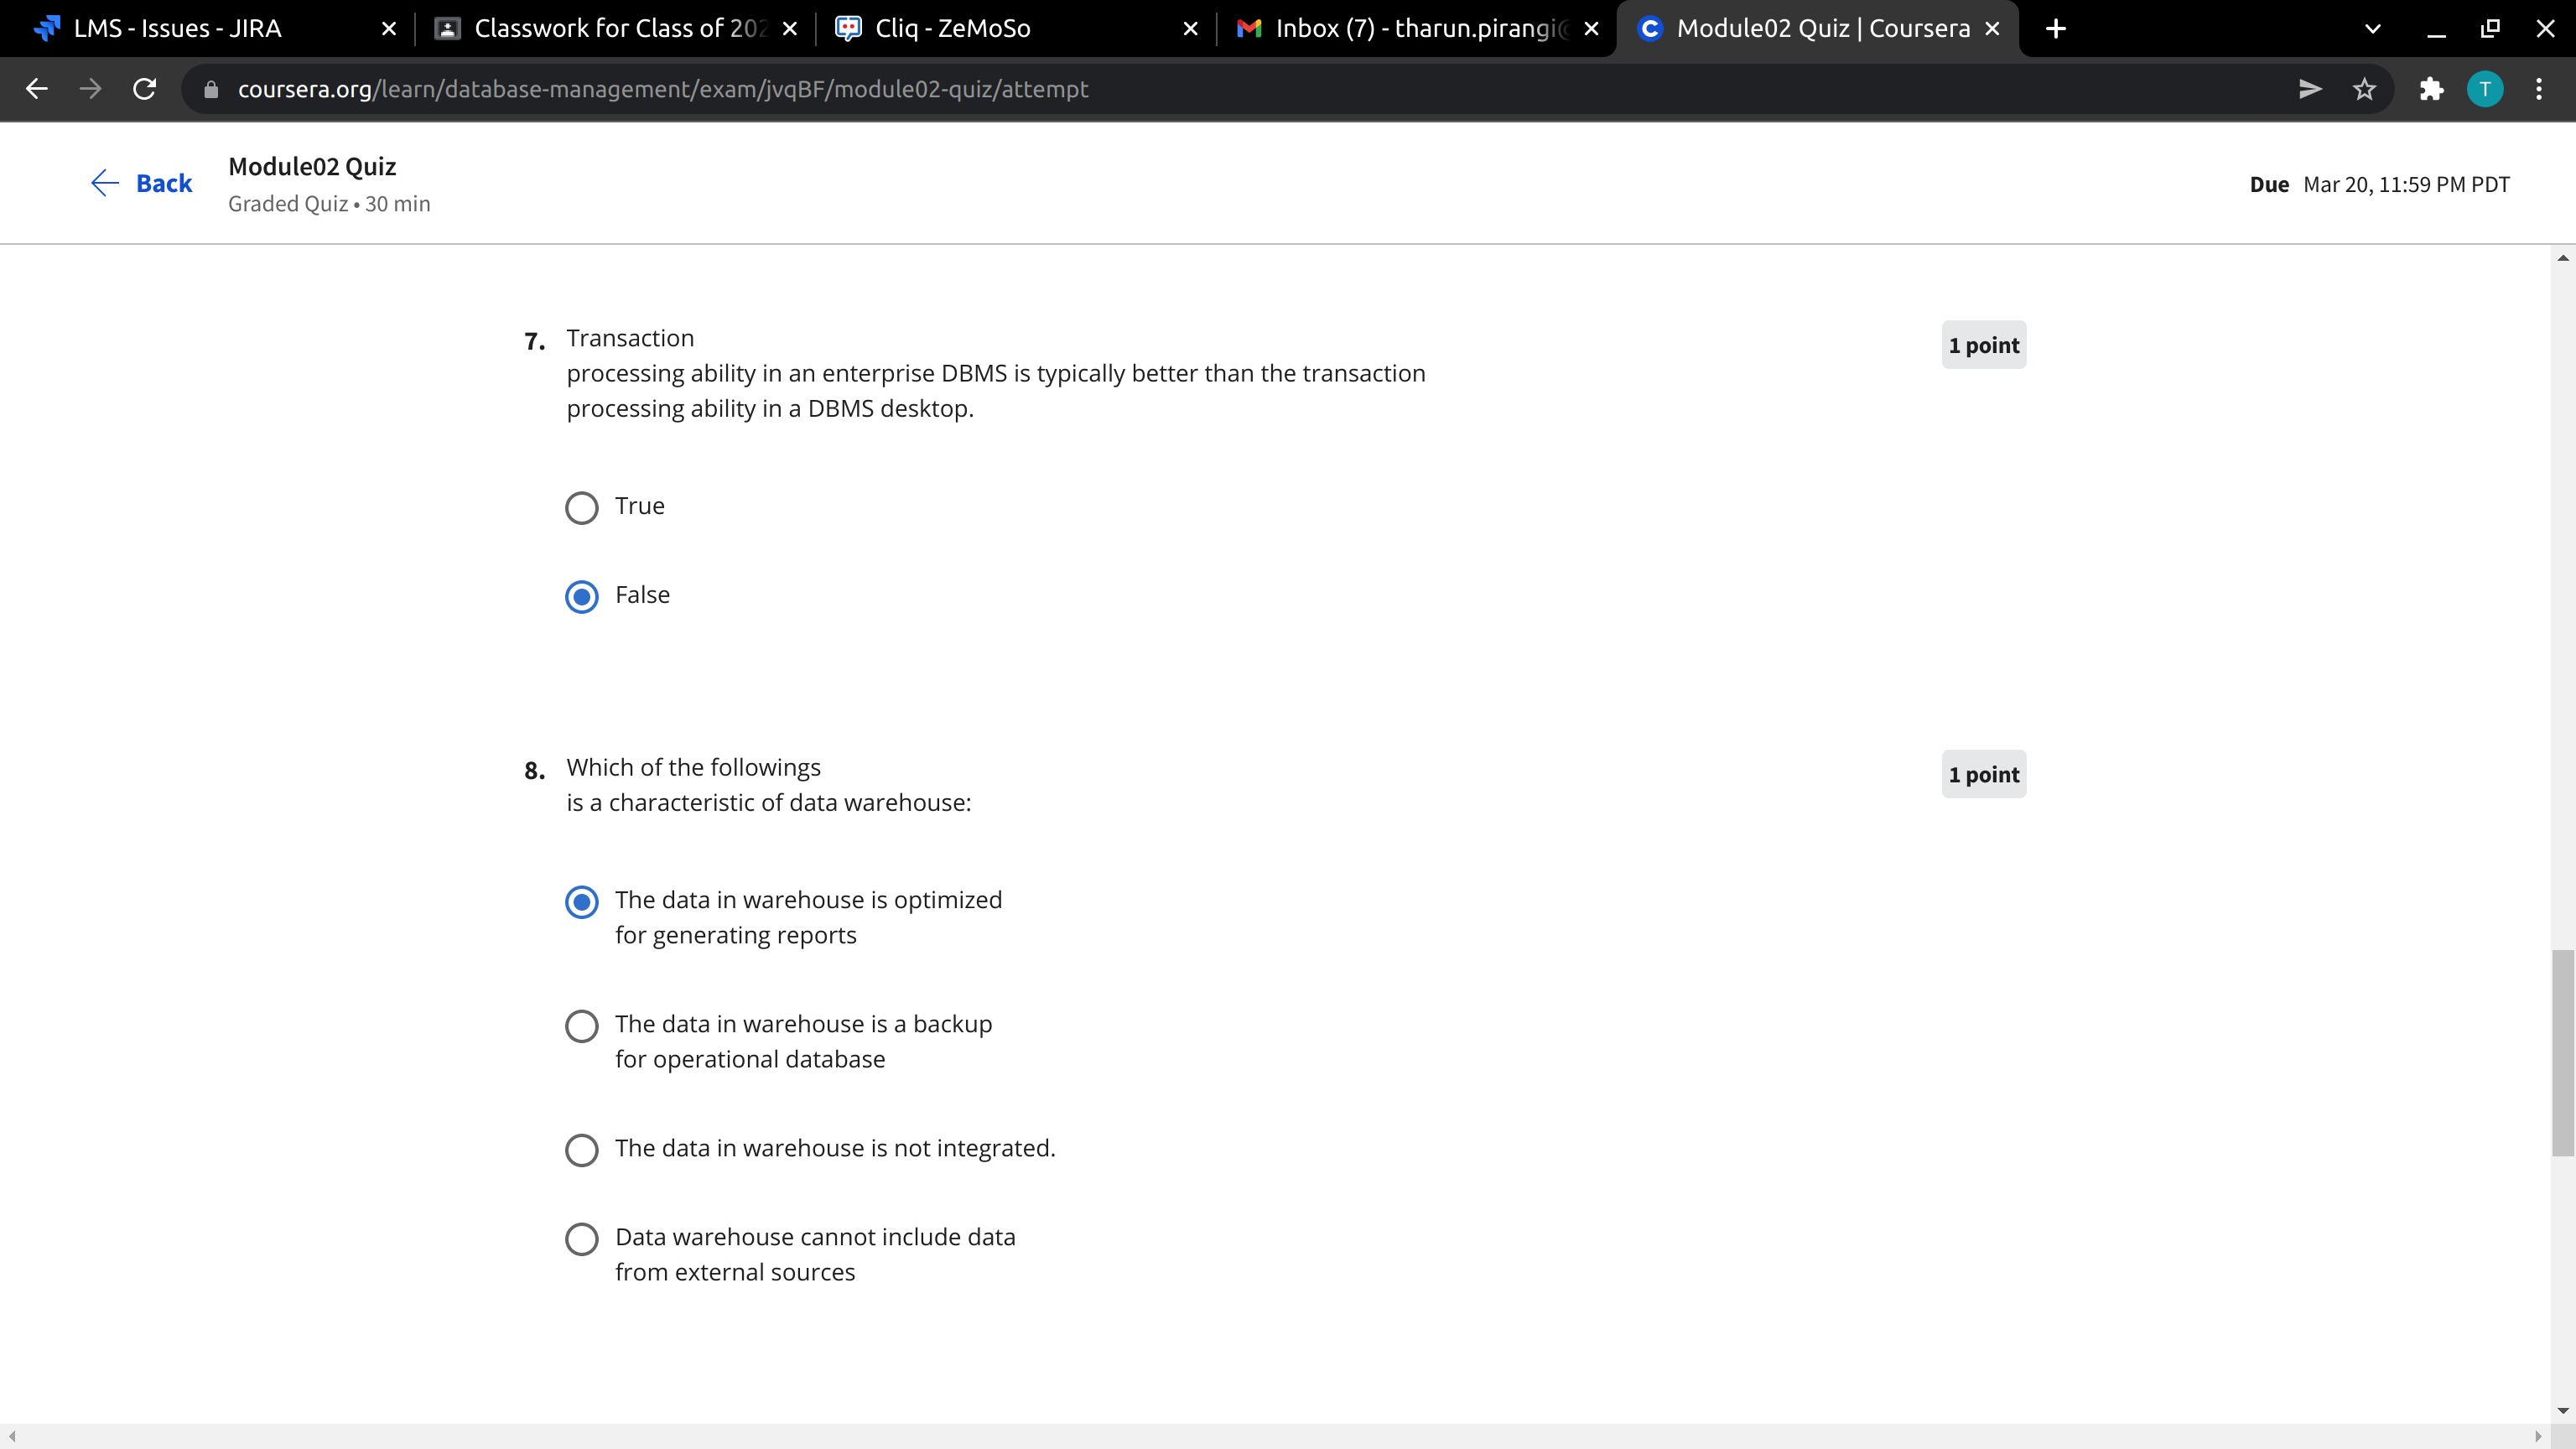 LMS - Issues - JIRA
Classwork for Class of 202
Cliq - ZeMoSo
Inbox (7) - tharun.pirangi@
Module02 Quiz | Coursera
coursera.org/learn/database-management/exam/jvqBF/module02-quiz/attempt
T
Back
Module02 Quiz
Graded Quiz • 30 min
Due Mar 20, 11:59 PM PDT
7. Transaction
processing ability in an enterprise DBMS is typically better than the transaction
processing ability in a DBMS desktop.
1 point
True
False
8. Which of the followings
is a characteristic of data warehouse:
1 point
The data in warehouse is optimized
for generating reports
The data in warehouse is a backup
for operational database
The data in warehouse is not integrated.
Data warehouse cannot include data
from external sources